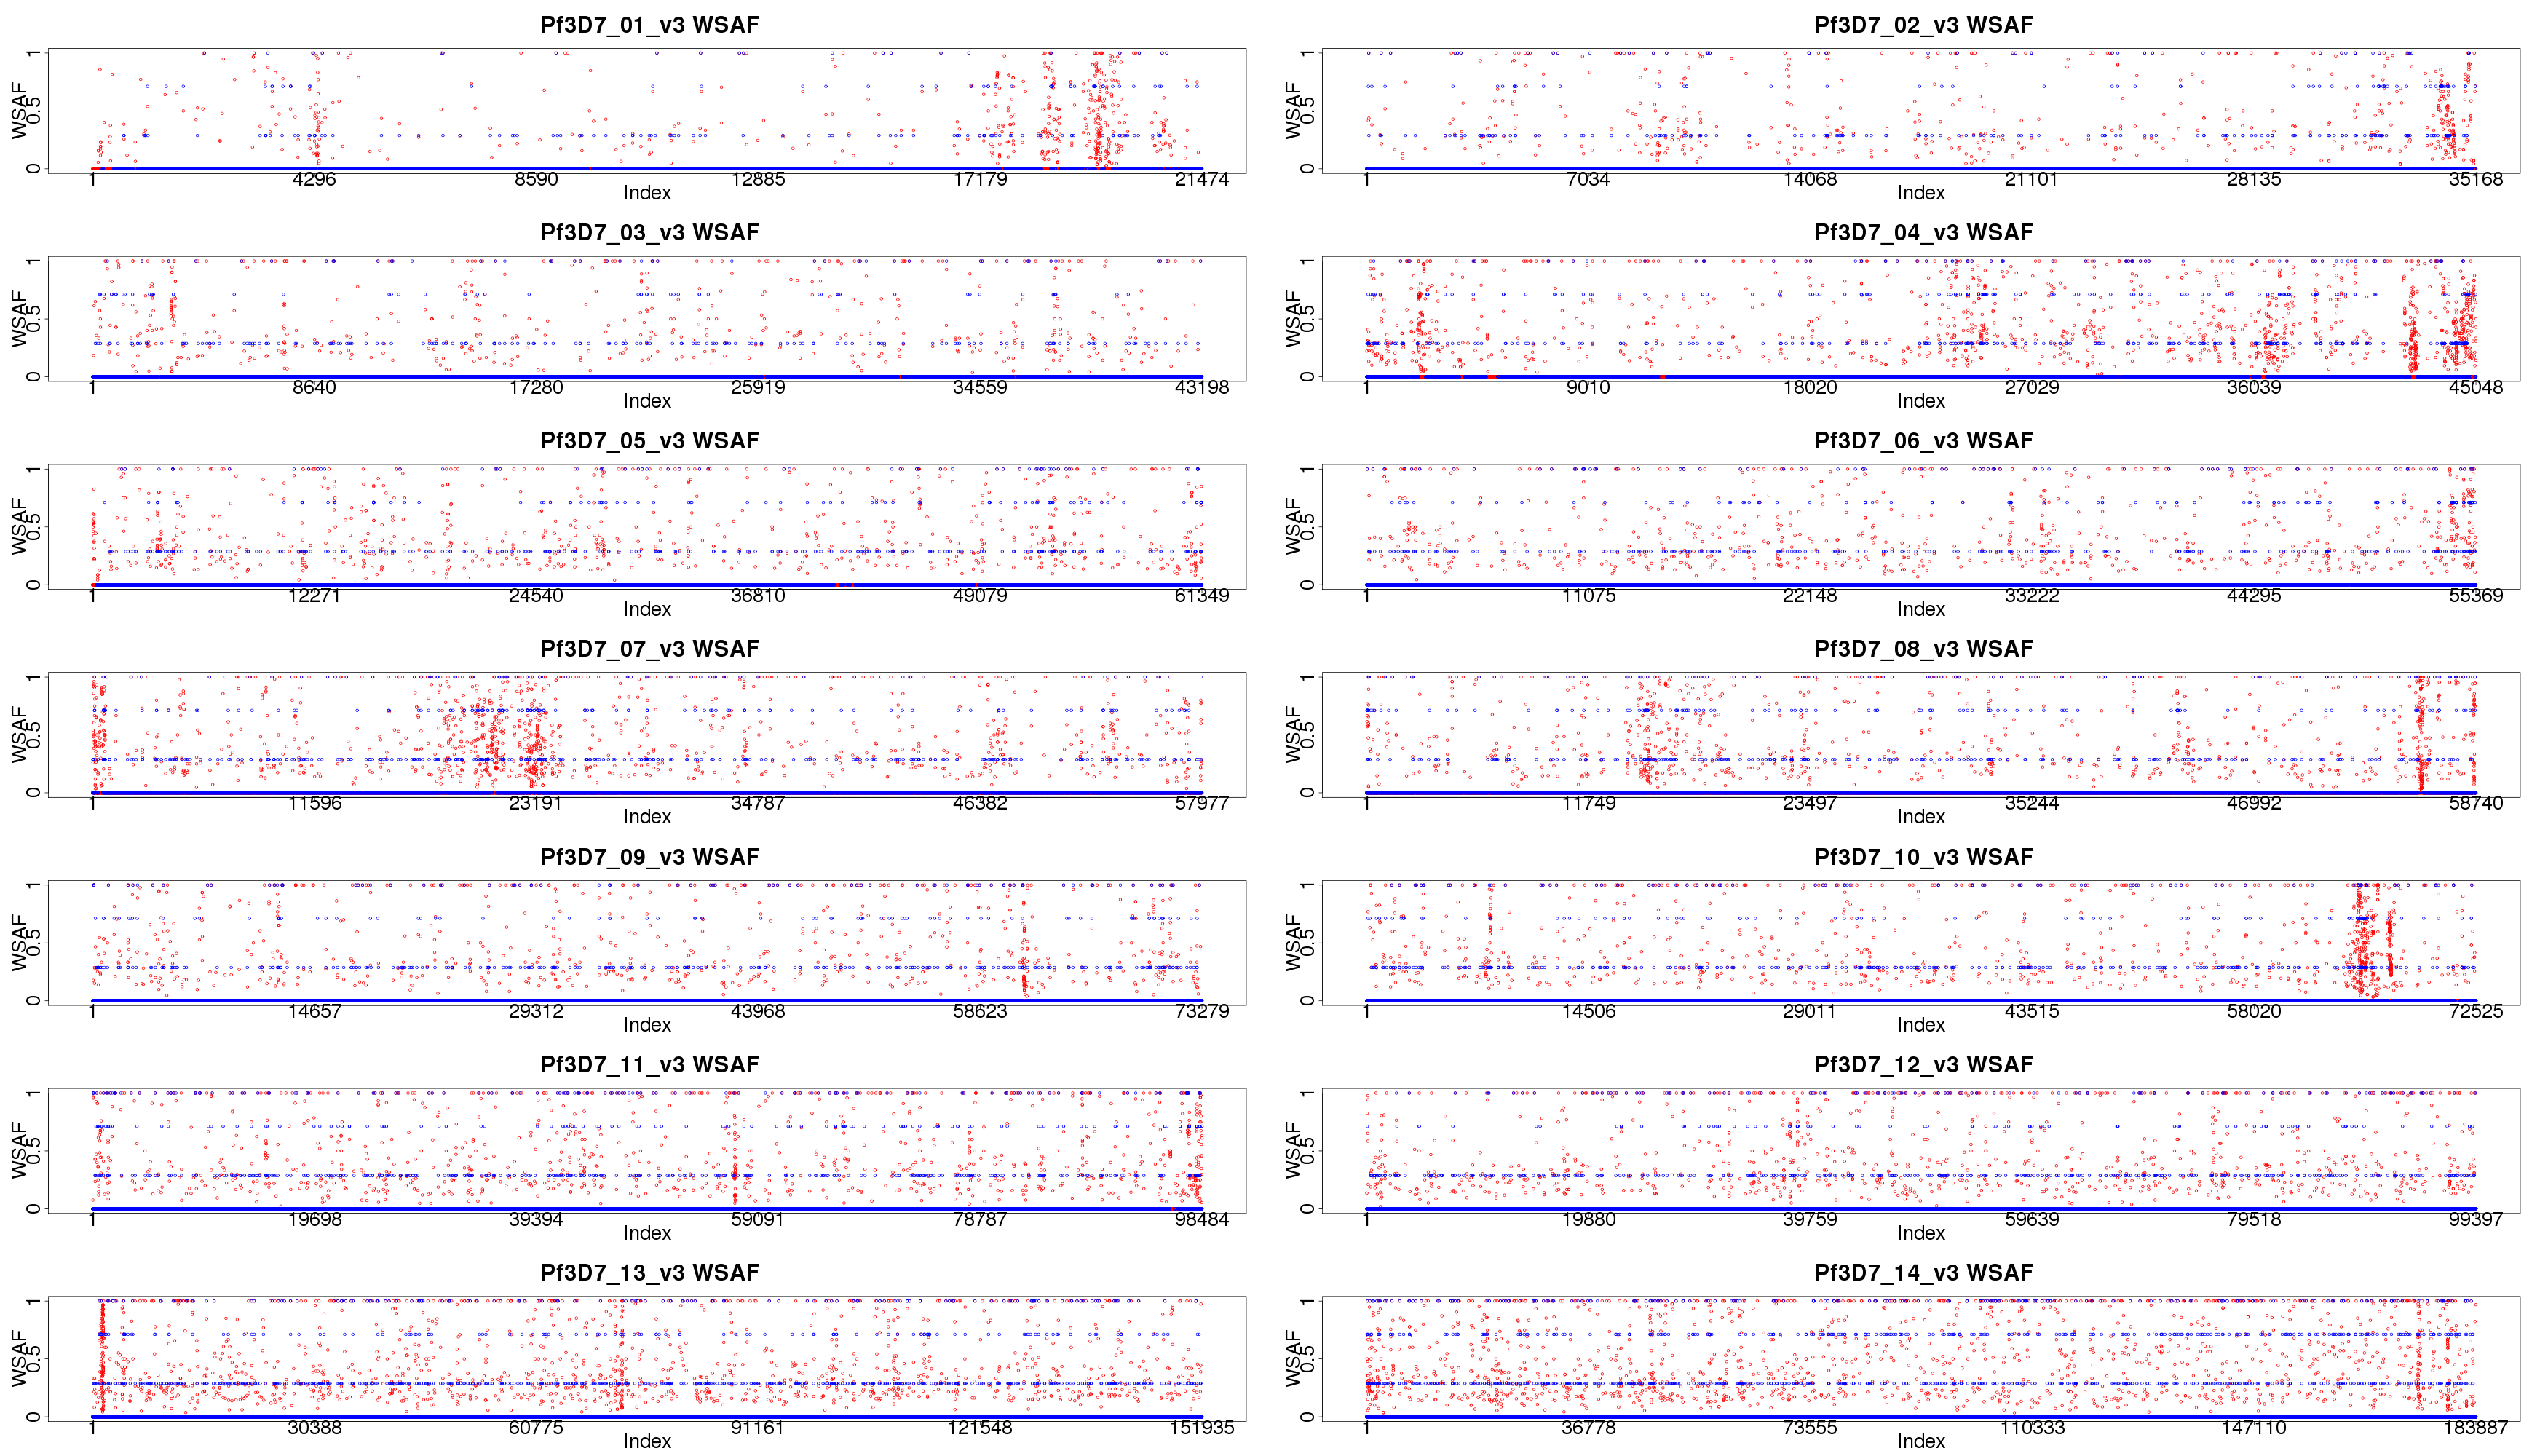 Pf3D7_01_v3 WSAF
WSAF
0 0.5 1
1 4296 8590 12885 17179 21474
Index
Pf3D7_02_v3 WSAF
WSAF
0 0.5 1
1 7034 14068 21101 28135 35168
Index
Pf3D7_03_v3 WSAF
WSAF
0 0.5 1
1 8640 17280 25919 34559 43198
Index
Pf3D7_04_v3 WSAF
WSAF
0 0.5 1
1 9010 18020 27029 36039 45048
Index
Pf3D7_05_v3 WSAF
WSAF
0 0.5 1
1 12271 24540 36810 49079 61349
Index
Pf3D7_06_v3 WSAF
WSAF
0 0.5 1
1 11075 22148 33222 44295 55369
Index
Pf3D7_07_v3 WSAF
WSAF
0 0.5 1
1 11596 23191 34787 46382 57977
Index
Pf3D7_08_v3 WSAF
WSAF
0 0.5 1
1 11749 23497 35244 46992 58740
Index
Pf3D7_09_v3 WSAF
WSAF
0 0.5 1
1 14657 29312 43968 58623 73279
Index
Pf3D7_10_v3 WSAF
WSAF
0 0.5 1
1 14506 29011 43515 58020 72525
Index
Pf3D7_11_v3 WSAF
WSAF
0 0.5 1
1 19698 39394 59091 78787 98484
Index
Pf3D7_12_v3 WSAF
WSAF
0 0.5 1
1 19880 39759 59639 79518 99397
Index
Pf3D7_13_v3 WSAF
WSAF
0 0.5 1
1 30388 60775 91161 121548 151935
Index
Pf3D7_14_v3 WSAF
WSAF
0 0.5 1
1 36778 73555 110333 147110 183887
Index